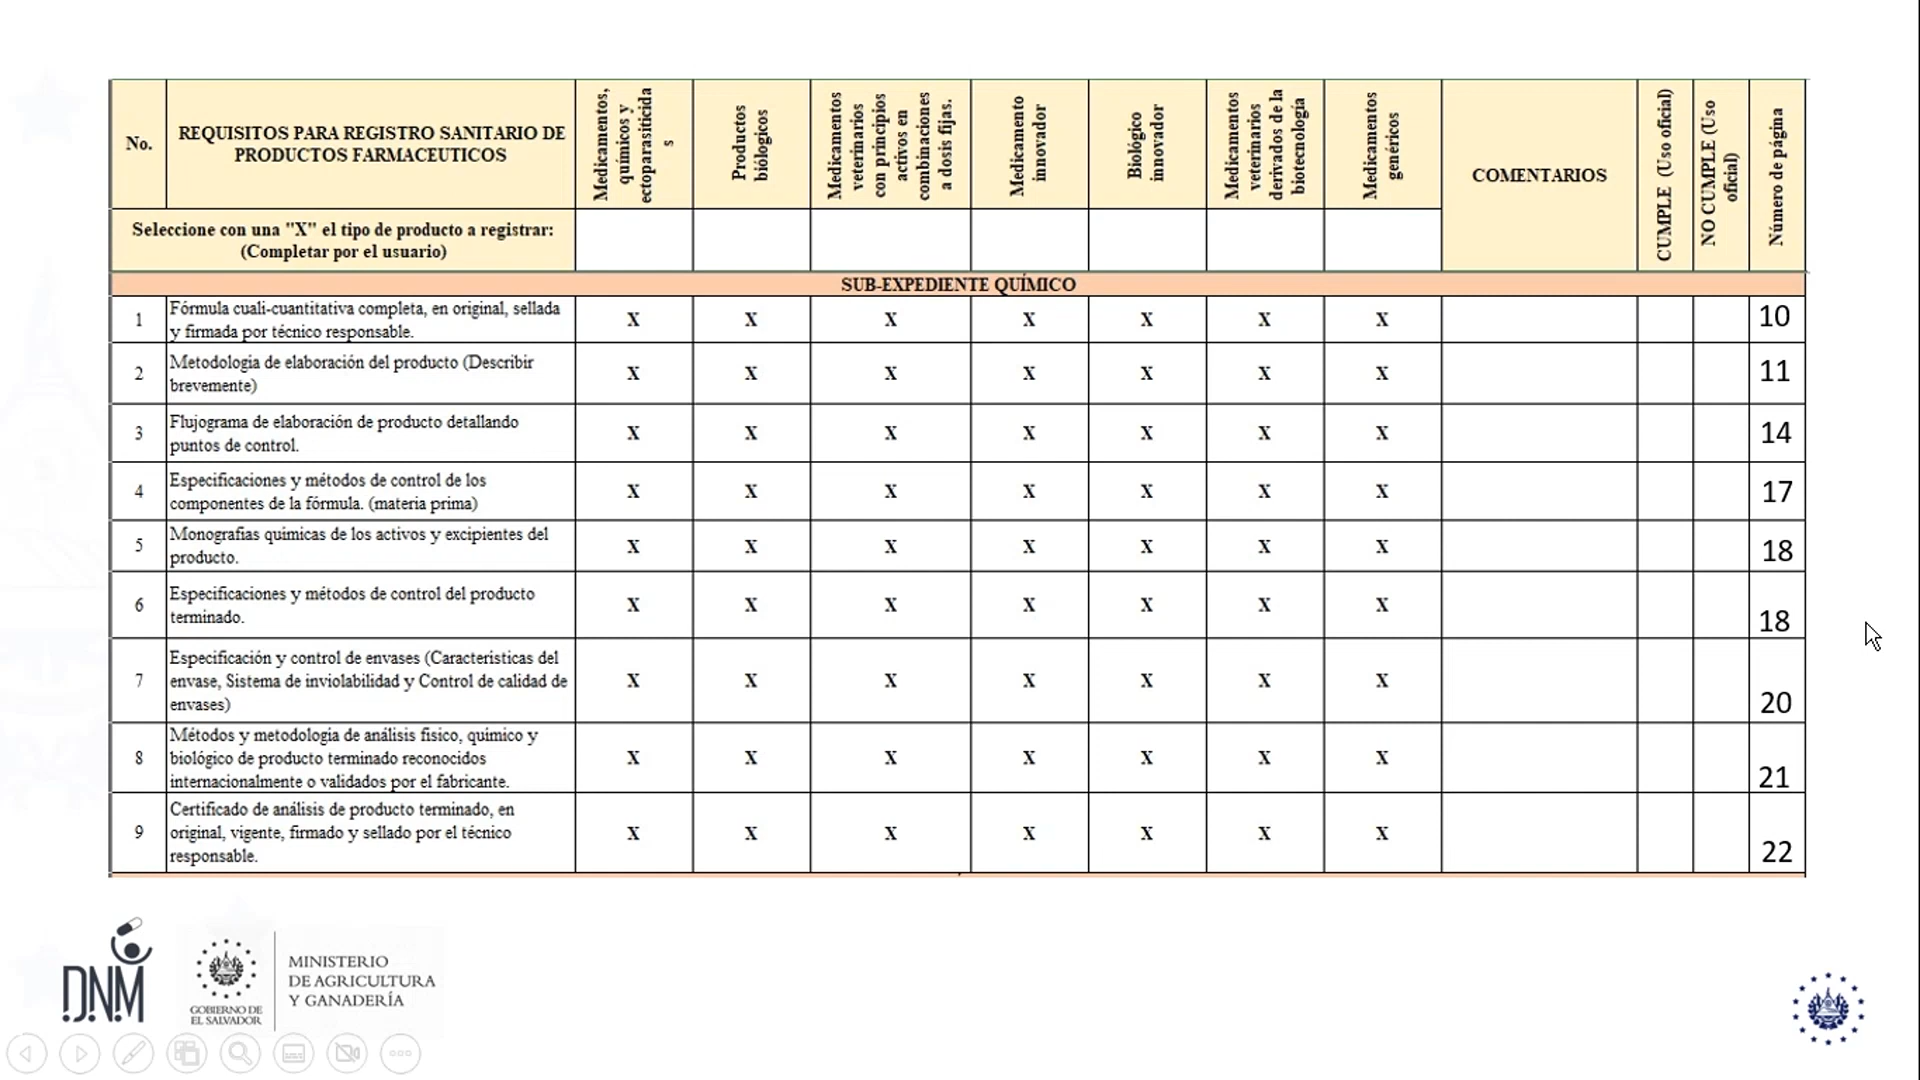 No.
REQUISITOS PARA REGISTRO SANITARIO DE
PRODUCTOS FARMACEUTICOS
Medicamentos,
químicos y
ectoparasiticida
s
Productos
biólogicos
Medicamentos
veterinarios
con principios
activos en
combinaciones
a dosis fijas.
Medicamento
innovador
Biológico
innovador
Medicamentos
veterinarios
derivados de la
biotecnología
Medicamentos
genéricos
COMENTARIOS
CUMPLE (Uso oficial)
NO CUMPLE (Uso
oficial)
Número de página
Seleccione con una "X" el tipo de producto a registrar:
(Completar por el usuario)
SUB-EXPEDIENTE QUÍMICO
1
Fórmula cuali-cuantitativa completa, en original, sellada
y firmada por técnico responsable.
X X X X X X X
10
2
Metodologia de elaboración del producto (Describir
brevemente)
X X X X X X X
11
3
Flujograma de elaboración de producto detallando
puntos de control.
X X X X X X X
14
4
Especificaciones y métodos de control de los
componentes de la fórmula. (materia prima)
X X X X X X X
17
5
Monografias químicas de los activos y excipientes del
producto.
X X X X X X X
18
6
Especificaciones y métodos de control del producto
terminado.
X X X X X X X
18
7
Especificación y control de envases (Características del
envase, Sistema de inviolabilidad y Control de calidad de
envases)
X X X X X X X
20
8
Métodos y metodologia de análisis fisico, quimico y
biológico de producto terminado reconocidos
internacionalmente o validados por el fabricante.
X X X X X X X
21
9
Certificado de análisis de producto terminado, en
original, vigente, firmado y sellado por el técnico
responsable.
X X X X X X X
22
D.N.M
GOBIERNO DE
EL SALVADOR
MINISTERIO
DE AGRICULTURA
Y GANADERÍA